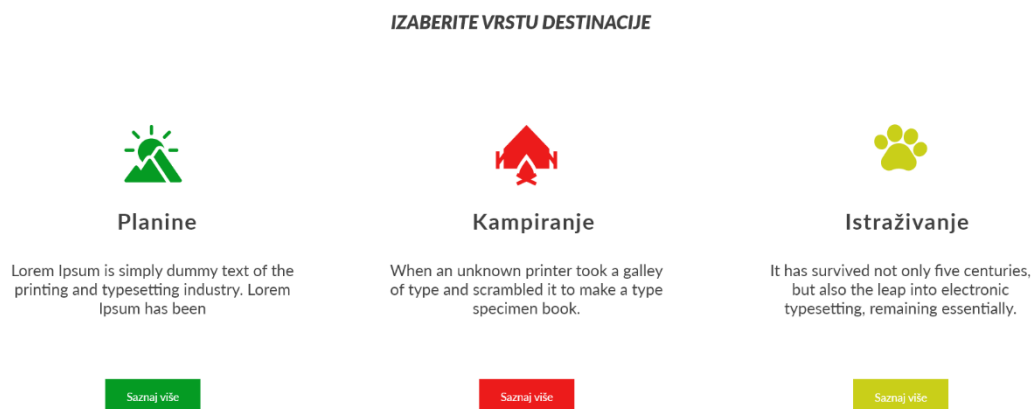 IZABERITE VRSTU DESTINACIJE
Planine
Lorem Ipsum is simply dummy text of the
printing and typesetting industry. Lorem
Ipsum has been
Saznaj više
Kampiranje
When an unknown printer took a galley
of type and scrambled it to make a type
specimen book.
Saznaj više
Istraživanje
It has survived not only five centuries,
but also the leap into electronic
typesetting, remaining essentially.
Saznaj više